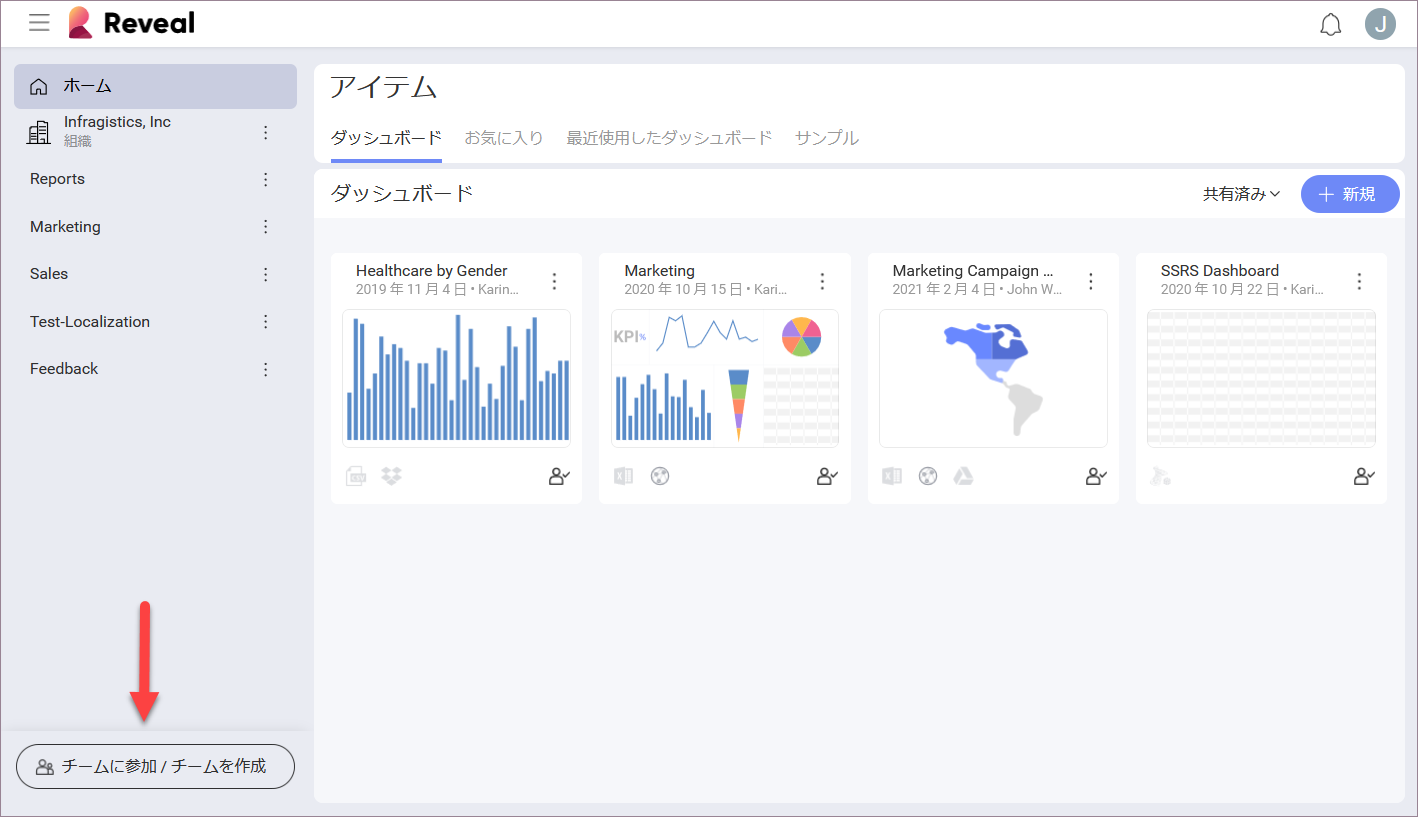 Reveal
J
ホーム
Infragistics, Inc
組織
Reports
Marketing
Sales
Test-Localization
Feedback
チームに参加 / チームを作成
アイテム
ダッシュボード お気に入り 最近使用したダッシュボード サンプル
ダッシュボード
共有済み
新規
Healthcare by Gender
2019 年 11 月 4 日 • Karin...
Marketing
2020 年 10 月 15 日 • Kari...
KPI%
Marketing Campaign ...
2021 年 2 月 4 日 • John W...
SSRS Dashboard
2020 年 10 月 22 日 • Kari...
CSV
X
X